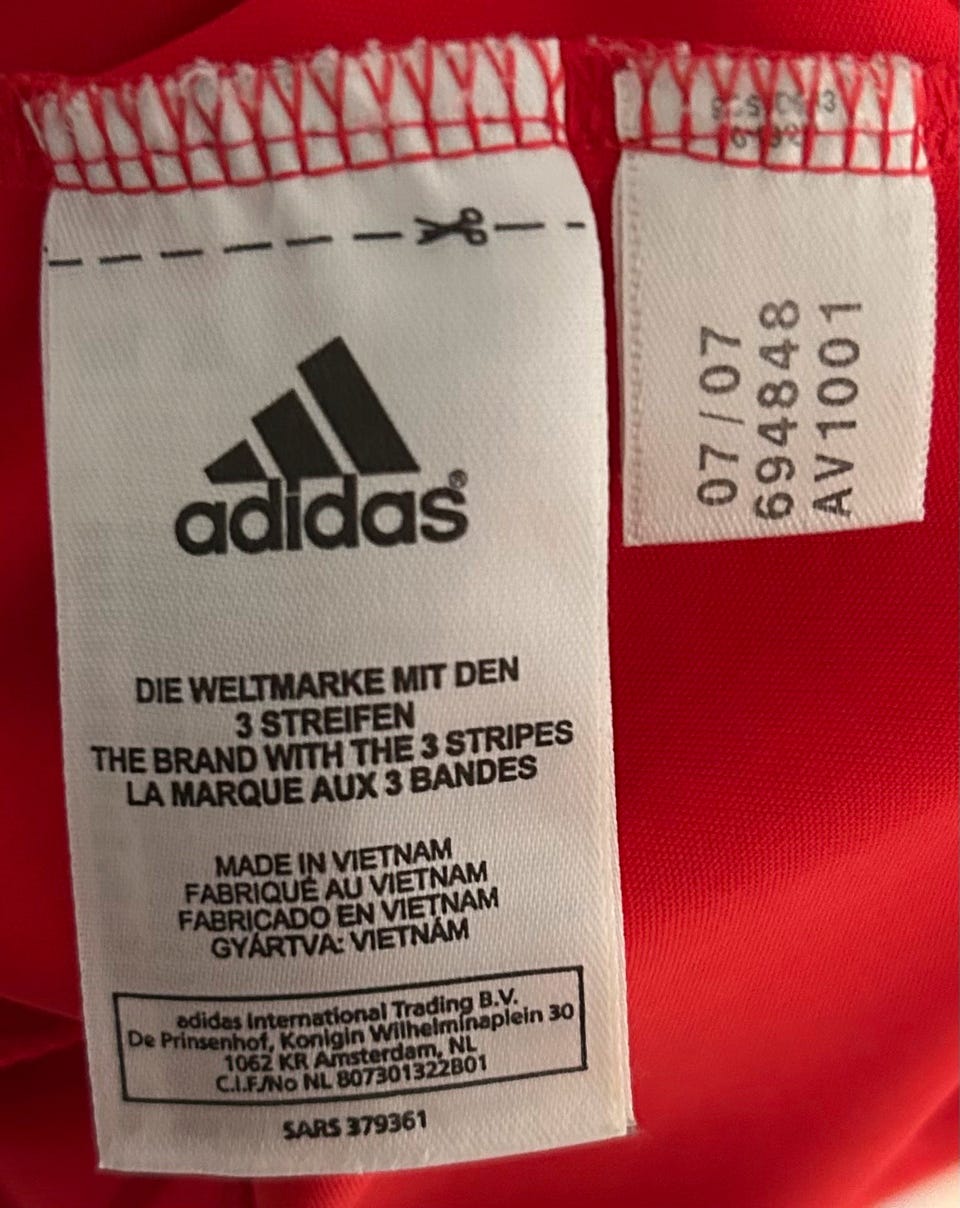 adidas®
DIE WELTMARKE MIT DEN
3 STREIFEN
THE BRAND WITH THE 3 STRIPES
LA MARQUE AUX 3 BANDES
MADE IN VIETNAM
FABRIQUÉ AU VIETNAM
FABRICADO EN VIETNAM
GYÁRTVA: VIETNÁM
adidas International Trading B.V.
De Prinsenhof, Konigin Wilhelminaplein 30
1062 KR Amsterdam, NL
C.I.F./No NL 807301322B01
SARS 379361
07/07
694848
AV1001